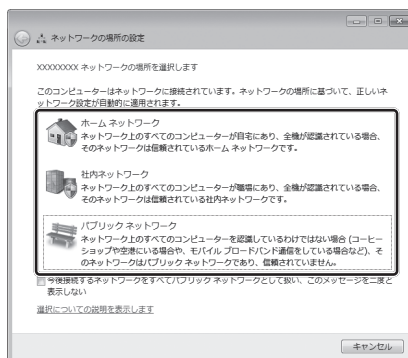 ネットワークの場所の設定
XXXXXXXX ネットワークの場所を選択します
このコンピューターはネットワークに接続されています。ネットワークの場所に基づいて、正しいネ
ットワーク設定が自動的に適用されます。
ホーム ネットワーク
ネットワーク上のすべてのコンピューターが自宅にあり、全機が認識されている場合、
そのネットワークは信頼されているホーム ネットワークです。
社内ネットワーク
ネットワーク上のすべてのコンピューターが職場にあり、全機が認識されている場合、
そのネットワークは信頼されている社内ネットワークです。
パブリック ネットワーク
ネットワーク上のすべてのコンピューターを認識しているわけではない場合 (コーヒー
ショップや空港にいる場合や、モバイル ブロードバンド通信をしている場合など)、そ
のネットワークはパブリック ネットワークであり、信頼されていません。
今後接続するネットワークをすべてパブリック ネットワークとして扱い、このメッセージを二度と
表示しない
選択についての説明を表示します
キャンセル